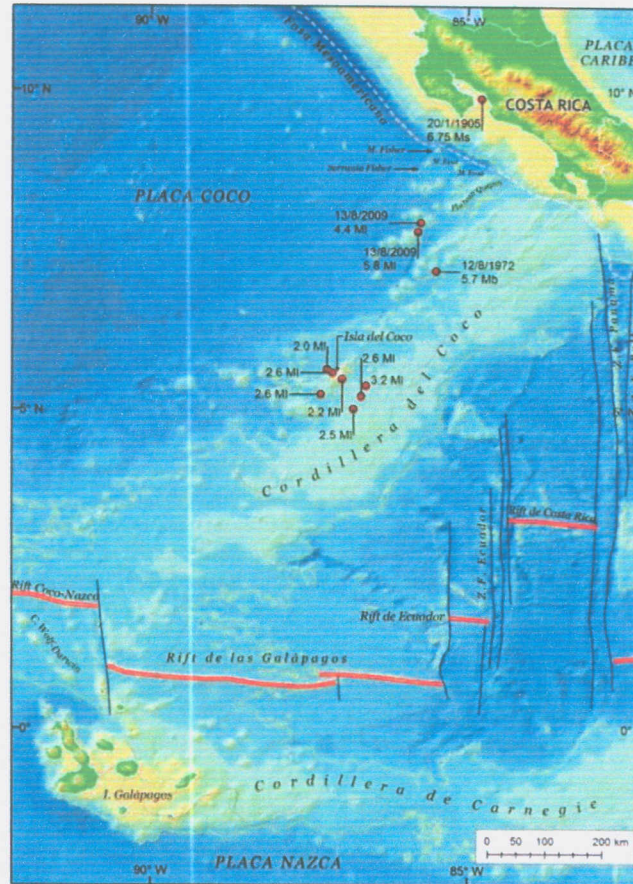 90° W
85° W
PLACA
CARIBE
10° N
10° N
Fosa Mesoamericana
COSTA RICA
20/1/1905
6.75 Ms
M. Fisher
Serranía Fisher
PLACA COCO
13/8/2009
4.4 Ml
13/8/2009
5.8 Ml
12/8/1972
5.7 Mb
Z.F. Panamá
Isla del Coco
2.0 Ml
2.6 Ml
2.6 Ml
3.2 Ml
2.6 Ml
2.2 Ml
2.5 Ml
5° N
Cordillera del Coco
Rift de Costa Rica
Z.F. Ecuador
Rift Coco-Nazca
Rift de Ecuador
C. Wolf-Darwin
Rift de las Galápagos
0°
0°
I. Galápagos
Cordillera de Carnegie
0 50 100 200 km
90° W
PLACA NAZCA
85° W